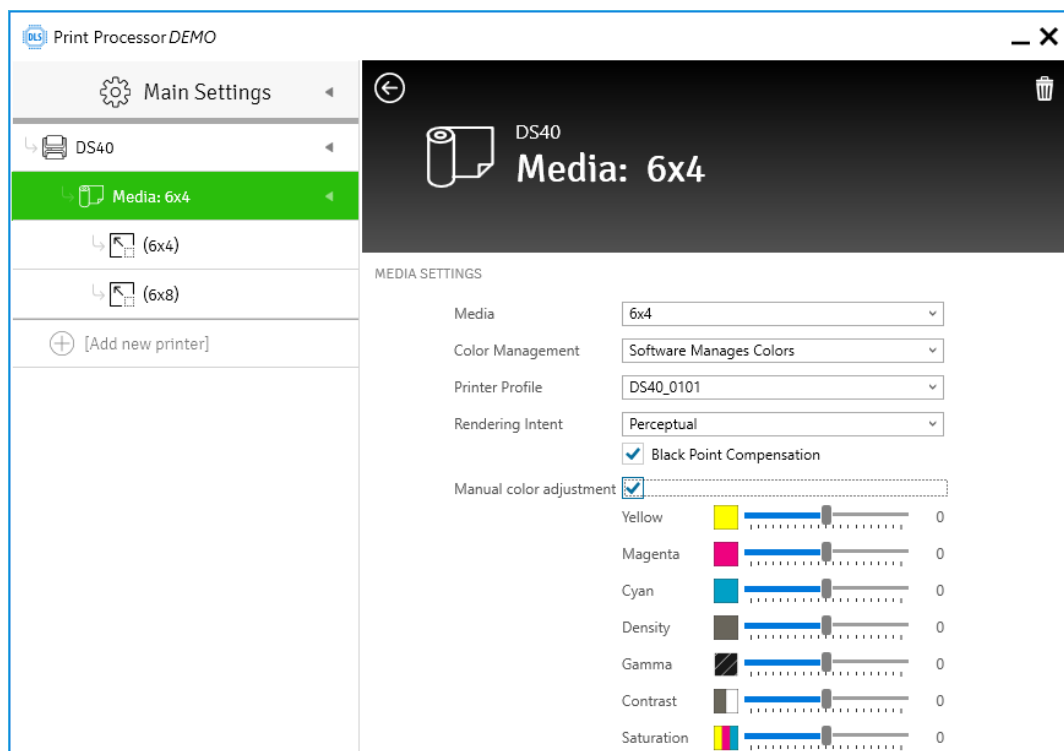 DLS Print Processor DEMO
Main Settings
DS40
Media: 6x4
(6x4)
(6x8)
[Add new printer]
DS40
Media: 6x4
MEDIA SETTINGS
Media 6x4
Color Management Software Manages Colors
Printer Profile DS40_0101
Rendering Intent Perceptual
Black Point Compensation
Manual color adjustment
Yellow 0
Magenta 0
Cyan 0
Density 0
Gamma 0
Contrast 0
Saturation 0